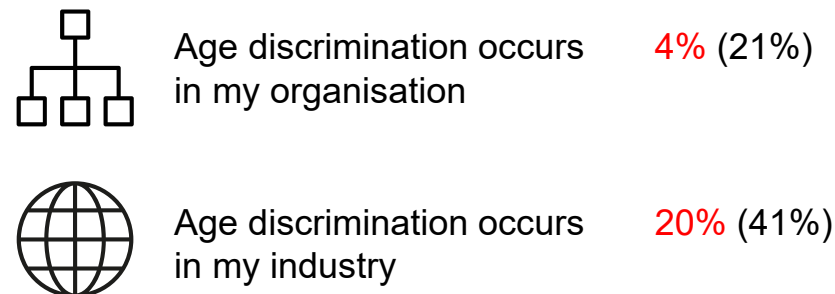 Age discrimination occurs 4% (21%)
in my organisation
Age discrimination occurs 20% (41%)
in my industry